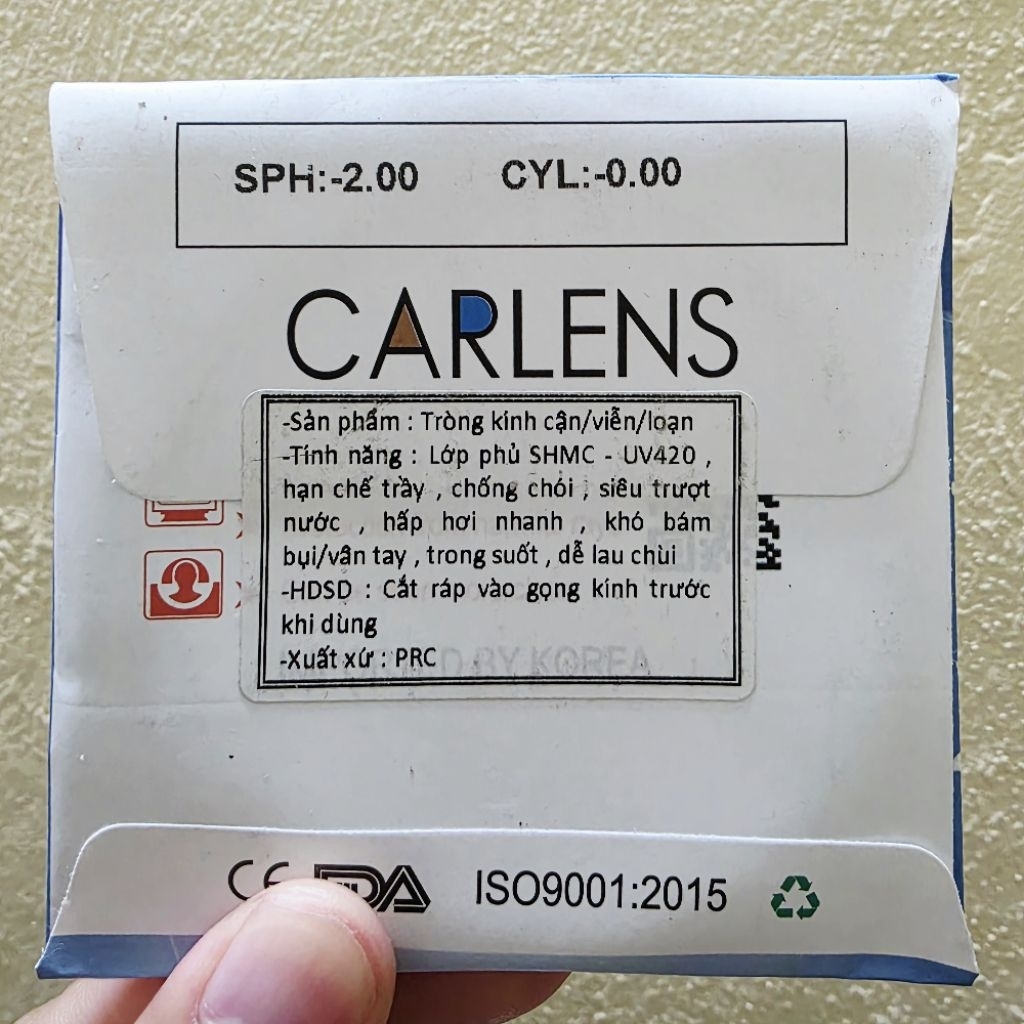 SPH:-2.00 CYL:-0.00
CARLENS
-Sản phẩm : Tròng kính cận/viễn/loạn
-Tính năng : Lớp phủ SHMC - UV420 ,
hạn chế trầy , chống chói , siêu trượt
nước , hấp hơi nhanh , khó bám
bụi/vân tay , trong suốt , dễ lau chùi
-HDSD : Cắt ráp vào gọng kính trước
khi dùng
-Xuất xứ : PRC
BY KOREA
CE FDA ISO9001:2015